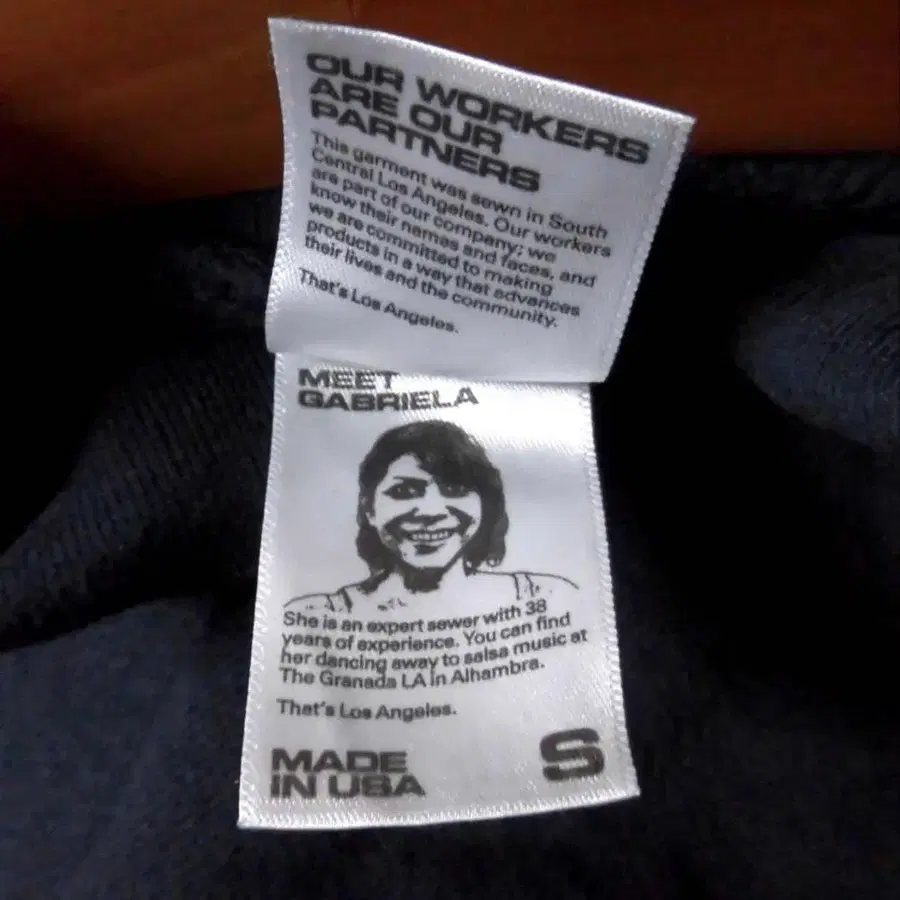 OUR WORKERS
ARE OUR
PARTNERS
This garment was sewn in South
Central Los Angeles. Our workers
are part of our company; we
know their names and faces, and
we are committed to making
products in a way that advances
their lives and the community.
That's Los Angeles.
MEET
GABRIELA
She is an expert sewer with 38
years of experience. You can find
her dancing away to salsa music at
The Granada LA in Alhambra.
That's Los Angeles.
MADE
IN USA
S